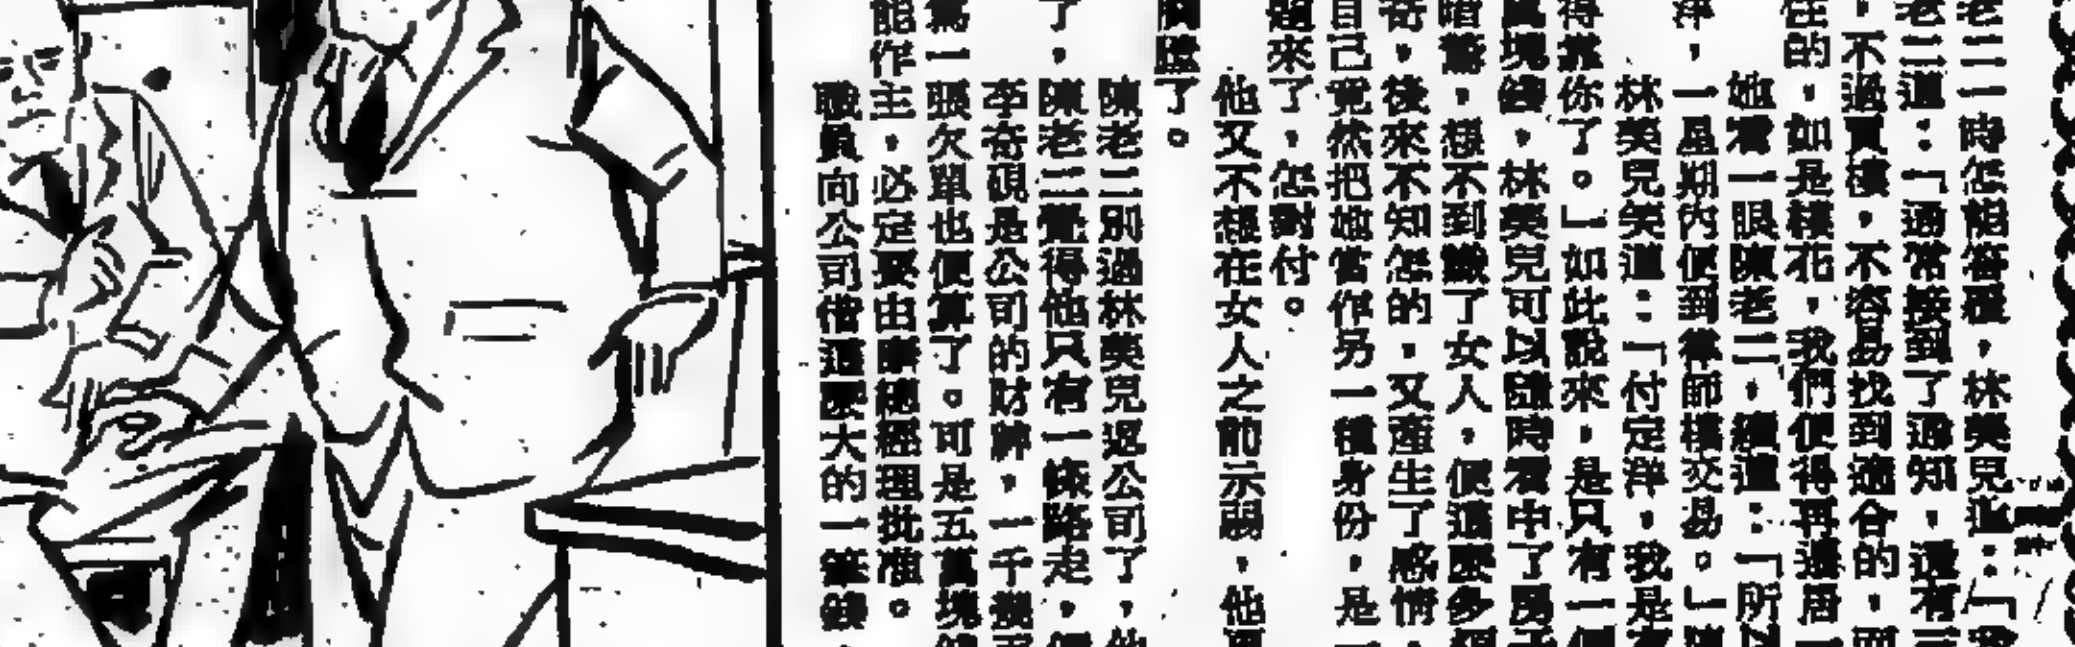 老二一時怎能答覆，林美兒道：「我
老二道：「通常接到了通知，還有三
，不過買樓，不容易找到適合的，而
住的，如是樓花，我們便得再遷居一
她看一眼陳老二，續道：「所以
洋，一星期內便到律師樓交易。」
林美兒笑道：「付定洋，我是有
得靠你了。」如此說來，是只有一個
萬塊錢，林美兒可以隨時看中了房子
暗驚，想不到識了女人，便這麼多
奇，後來不知怎的，又產生了感情，
自己竟然把她當作另一種身份，是一
來了，怎對付。
他又不想在女人之前示弱，他
了。
陳老二別過林美兒返公司了，他
了，陳老二覺得他只有一條路走，
李奇硯是公司的財神，一千幾百
寫一張欠單也便算了。可是五萬塊錢
能作主，必定要由總經理批准。
職員向公司借這麼大的一筆錢，